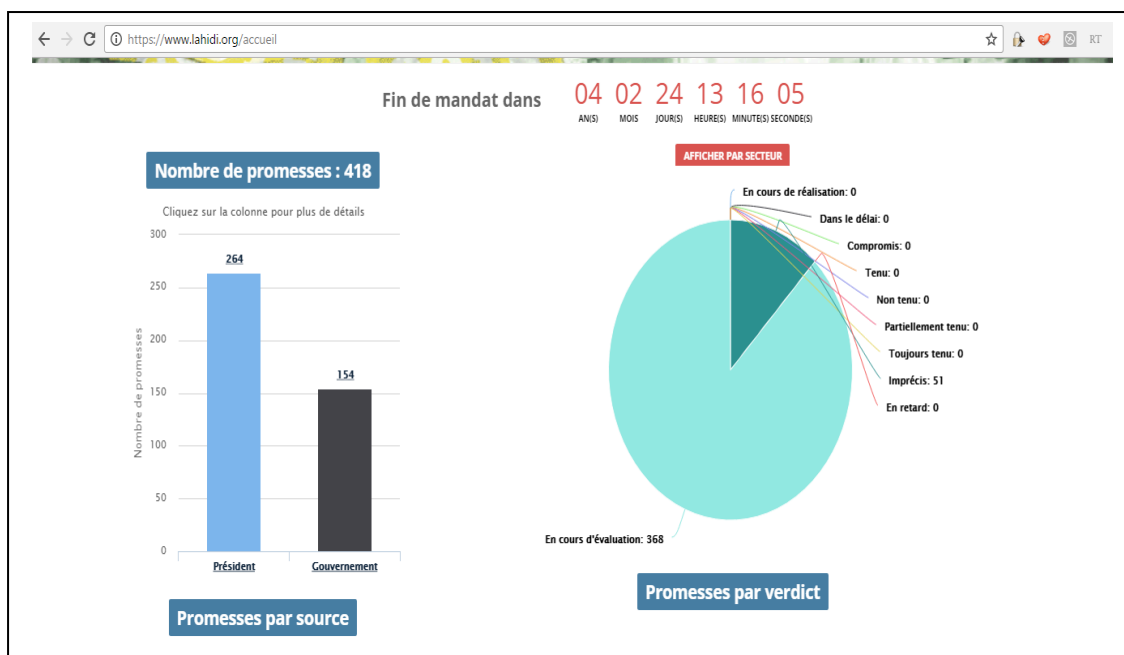 https://www.lahidi.org/accueil
RT
Fin de mandat dans
04 02 24 13 16 05
AN(S) MOIS JOUR(S) HEURE(S) MINUTE(S) SECONDE(S)
AFFICHER PAR SECTEUR
Nombre de promesses : 418
Cliquez sur la colonne pour plus de détails
Nombre de promesses
300
250
200
150
100
50
0
264
154
Président
Gouvernement
Promesses par source
En cours de réalisation: 0
Dans le délai: 0
Compromis: 0
Tenu: 0
Non tenu: 0
Partiellement tenu: 0
Toujours tenu: 0
Imprécis: 51
En retard: 0
En cours d'évaluation: 368
Promesses par verdict